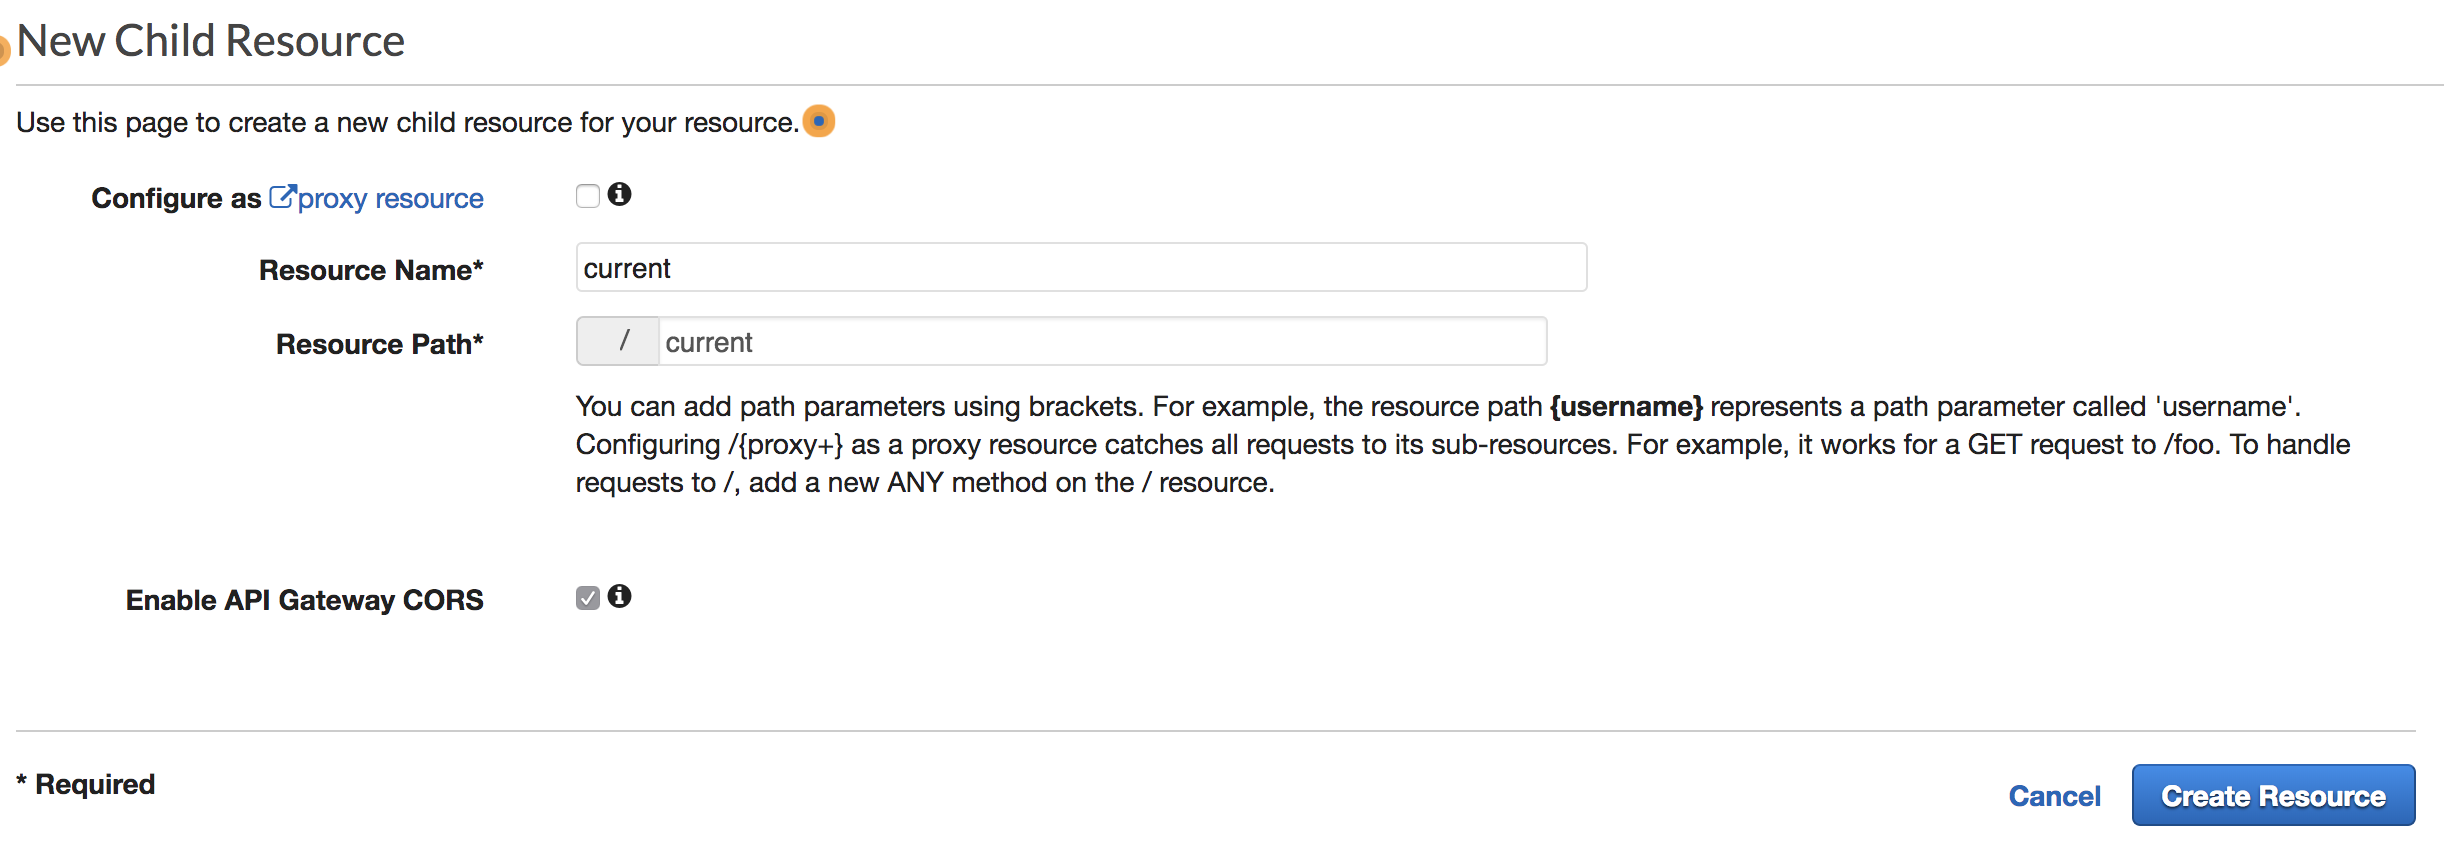 New Child Resource
Use this page to create a new child resource for your resource.
Configure as proxy resource
Resource Name* current
Resource Path* / current
You can add path parameters using brackets. For example, the resource path {username} represents a path parameter called 'username'.
Configuring /{proxy+} as a proxy resource catches all requests to its sub-resources. For example, it works for a GET request to /foo. To handle
requests to /, add a new ANY method on the / resource.
Enable API Gateway CORS
* Required
Cancel Create Resource